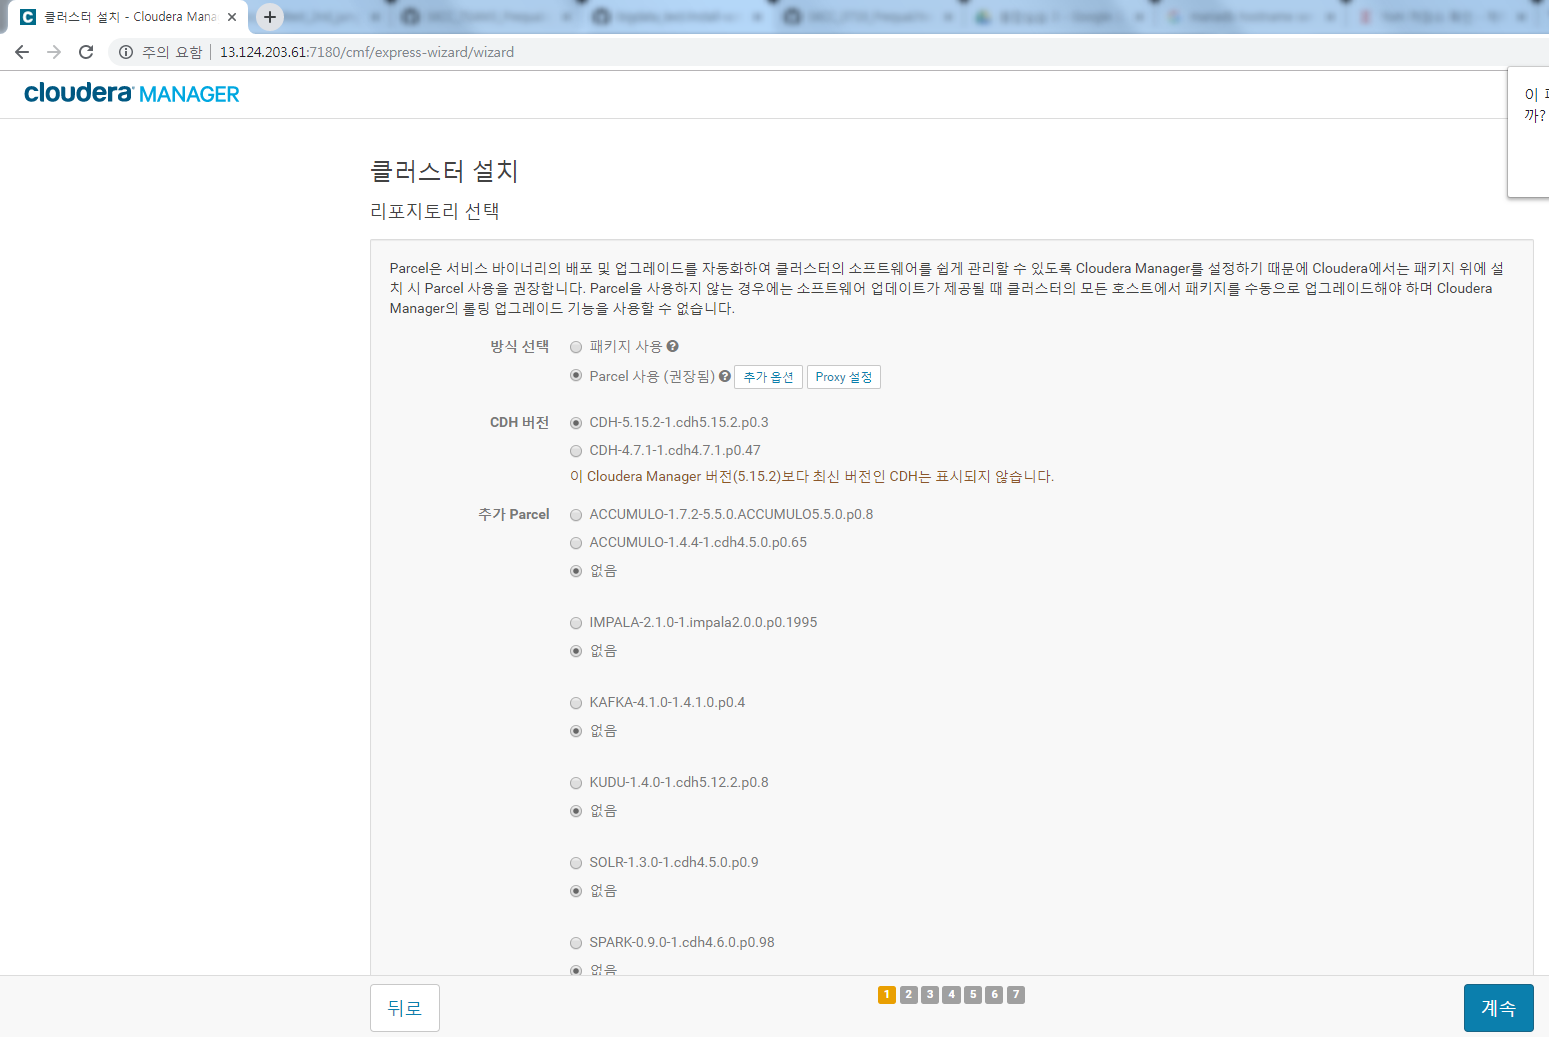 클러스터 설치 - Cloudera Mana
주의 요함 13.124.203.61:7180/cmf/express-wizard/wizard
cloudera MANAGER
까?
클러스터 설치
리포지토리 선택
Parcel은 서비스 바이너리의 배포 및 업그레이드를 자동화하여 클러스터의 소프트웨어를 쉽게 관리할 수 있도록 Cloudera Manager를 설정하기 때문에 Cloudera에서는 패키지 위에 설
치 시 Parcel 사용을 권장합니다. Parcel을 사용하지 않는 경우에는 소프트웨어 업데이트가 제공될 때 클러스터의 모든 호스트에서 패키지를 수동으로 업그레이드해야 하며 Cloudera
Manager의 롤링 업그레이드 기능을 사용할 수 없습니다.
방식 선택 패키지 사용
Parcel 사용 (권장됨) 추가 옵션 Proxy 설정
CDH 버전 CDH-5.15.2-1.cdh5.15.2.p0.3
CDH-4.7.1-1.cdh4.7.1.p0.47
이 Cloudera Manager 버전(5.15.2)보다 최신 버전인 CDH는 표시되지 않습니다.
추가 Parcel ACCUMULO-1.7.2-5.5.0.ACCUMULO5.5.0.p0.8
ACCUMULO-1.4.4-1.cdh4.5.0.p0.65
없음
IMPALA-2.1.0-1.impala2.0.0.p0.1995
없음
KAFKA-4.1.0-1.4.1.0.p0.4
없음
KUDU-1.4.0-1.cdh5.12.2.p0.8
없음
SOLR-1.3.0-1.cdh4.5.0.p0.9
없음
SPARK-0.9.0-1.cdh4.6.0.p0.98
없음
뒤로 1 2 3 4 5 6 7 계속